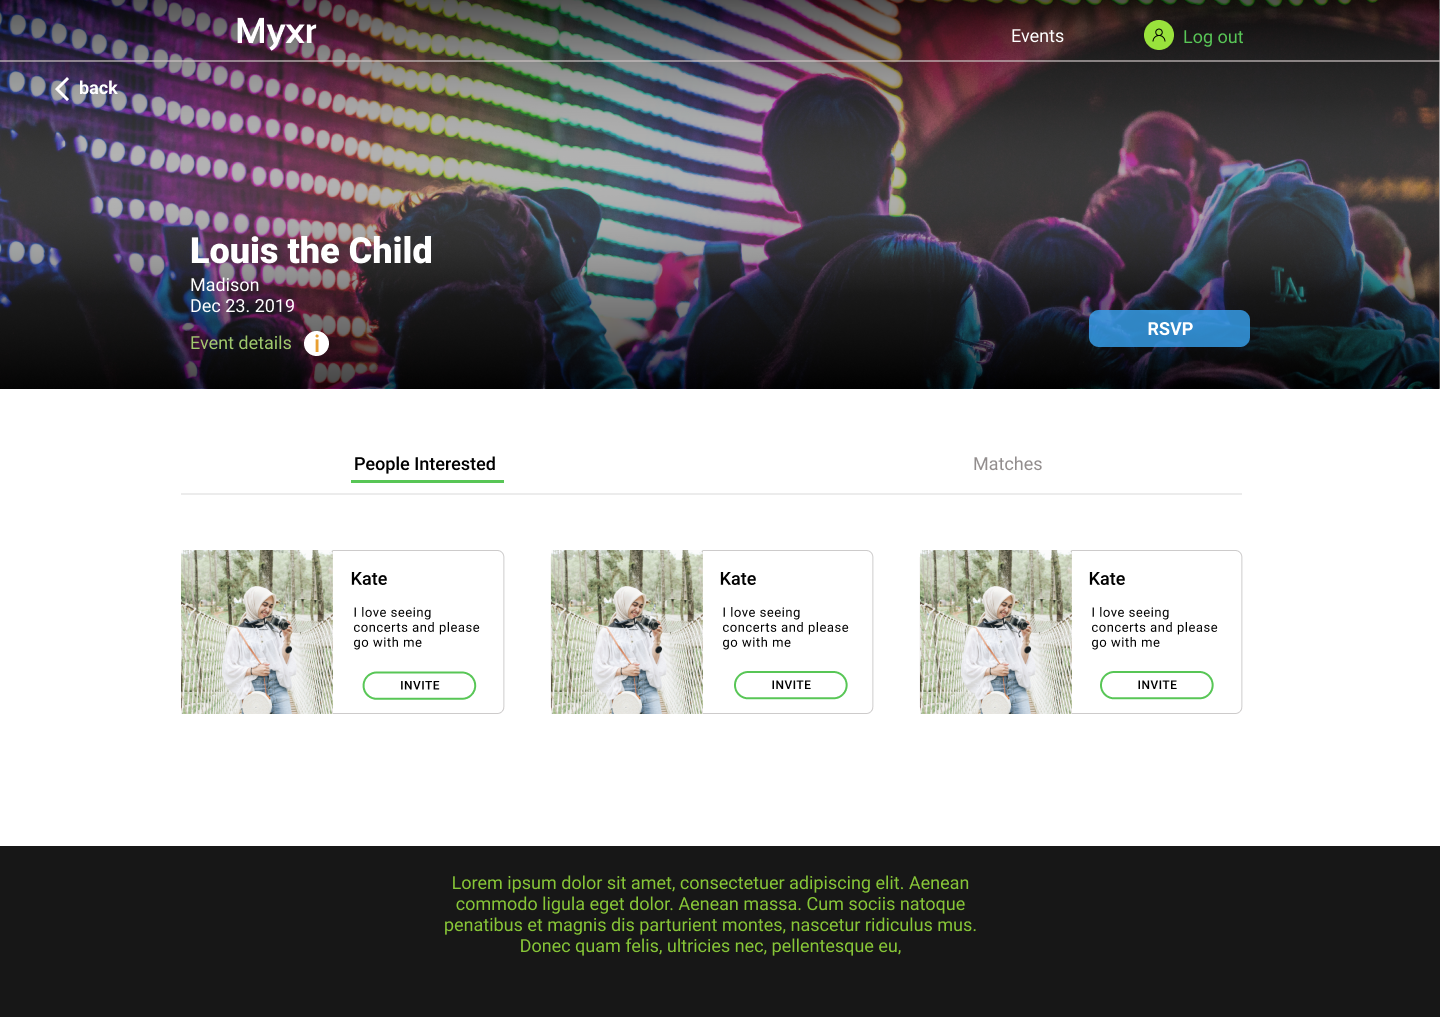 Myxr
Events
Log out
back
Louis the Child
Madison
Dec 23. 2019
Event details i
RSVP
LA
People Interested
Matches
Kate
I love seeing
concerts and please
go with me
INVITE
Kate
I love seeing
concerts and please
go with me
INVITE
Kate
I love seeing
concerts and please
go with me
INVITE
Lorem ipsum dolor sit amet, consectetuer adipiscing elit. Aenean
commodo ligula eget dolor. Aenean massa. Cum sociis natoque
penatibus et magnis dis parturient montes, nascetur ridiculus mus.
Donec quam felis, ultricies nec, pellentesque eu,